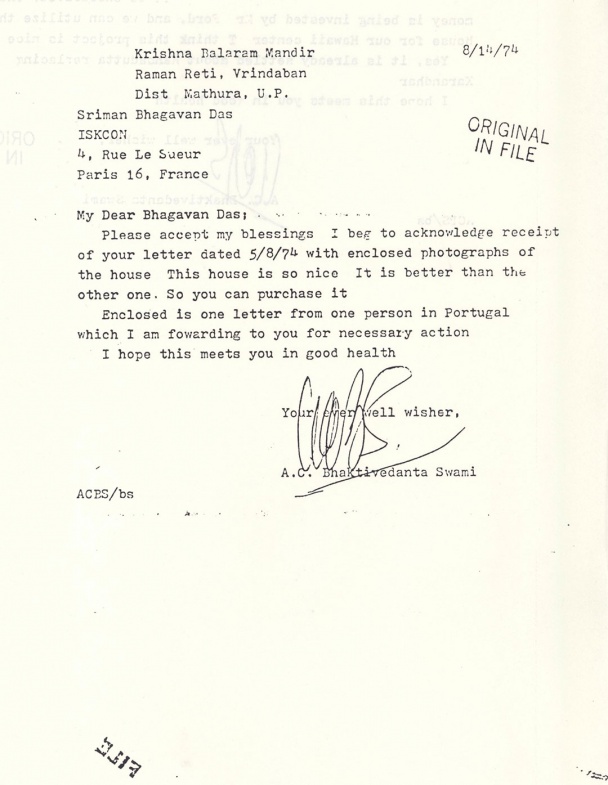 Krishna Balaram Mandir
8/14/74
Raman Reti, Vrindaban
Dist Mathura, U.P.
Sriman Bhagavan Das
ISKCON
4, Rue Le Sueur
Paris 16, France
ORIGINAL
IN FILE
My Dear Bhagavan Das;
Please accept my blessings I beg to acknowledge receipt
of your letter dated 5/8/74 with enclosed photographs of
the house This house is so nice It is better than the
other one. So you can purchase it
Enclosed is one letter from one person in Portugal
which I am fowarding to you for necessary action
I hope this meets you in good health
Your ever well wisher,
A.C. Bhaktivedanta Swami
ACBS/bs
FILE